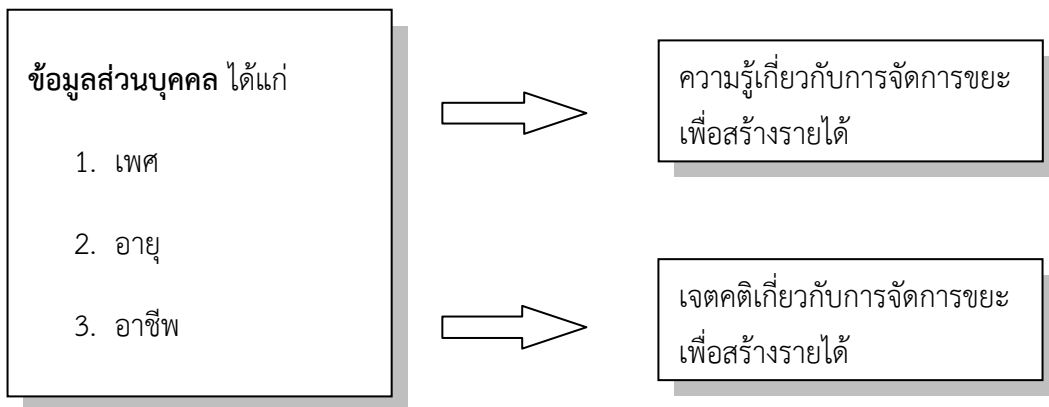 ข้อมูลส่วนบุคคล ได้แก่
1. เพศ
2. อายุ
3. อาชีพ
ความรู้เกี่ยวกับการจัดการขยะ
เพื่อสร้างรายได้
เจตคติเกี่ยวกับการจัดการขยะ
เพื่อสร้างรายได้